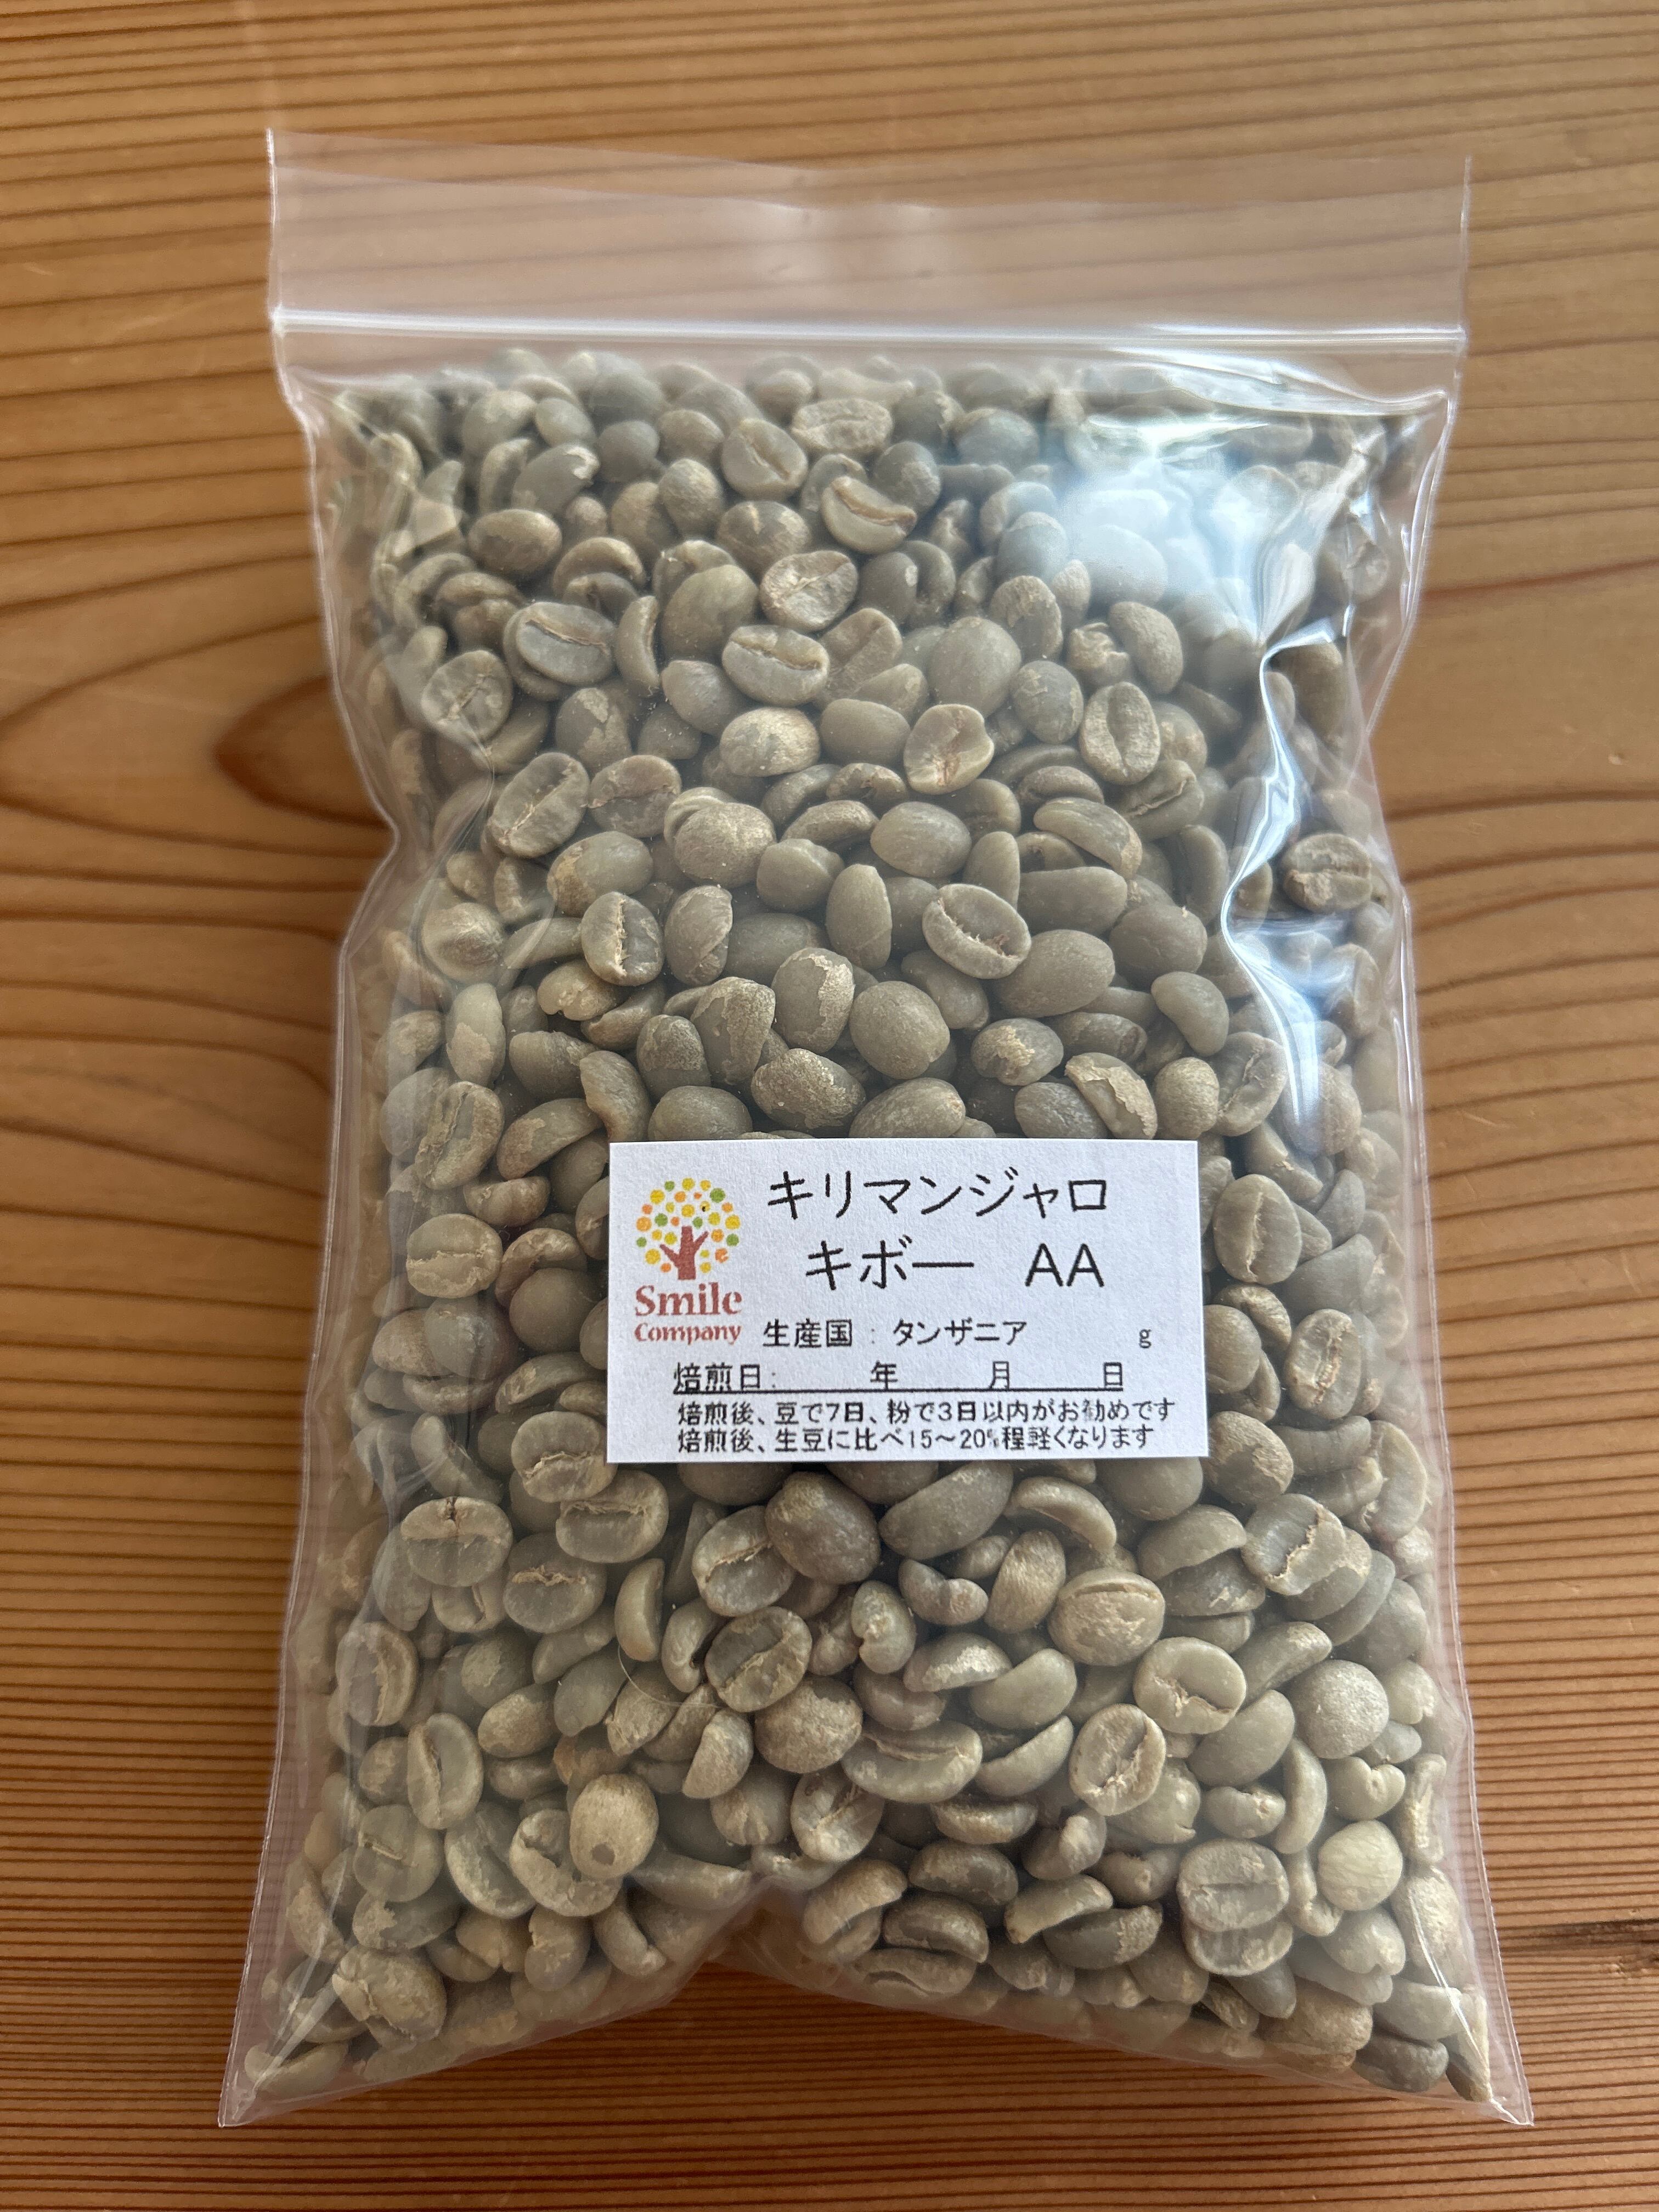 キリマンジャロ
キボー AA
Smile
Company
生産国：タンザニア g
焙煎日: 年 月 日
焙煎後、豆で7日、粉で3日以内がお勧めです
焙煎後、生豆に比べ15～20%程軽くなります